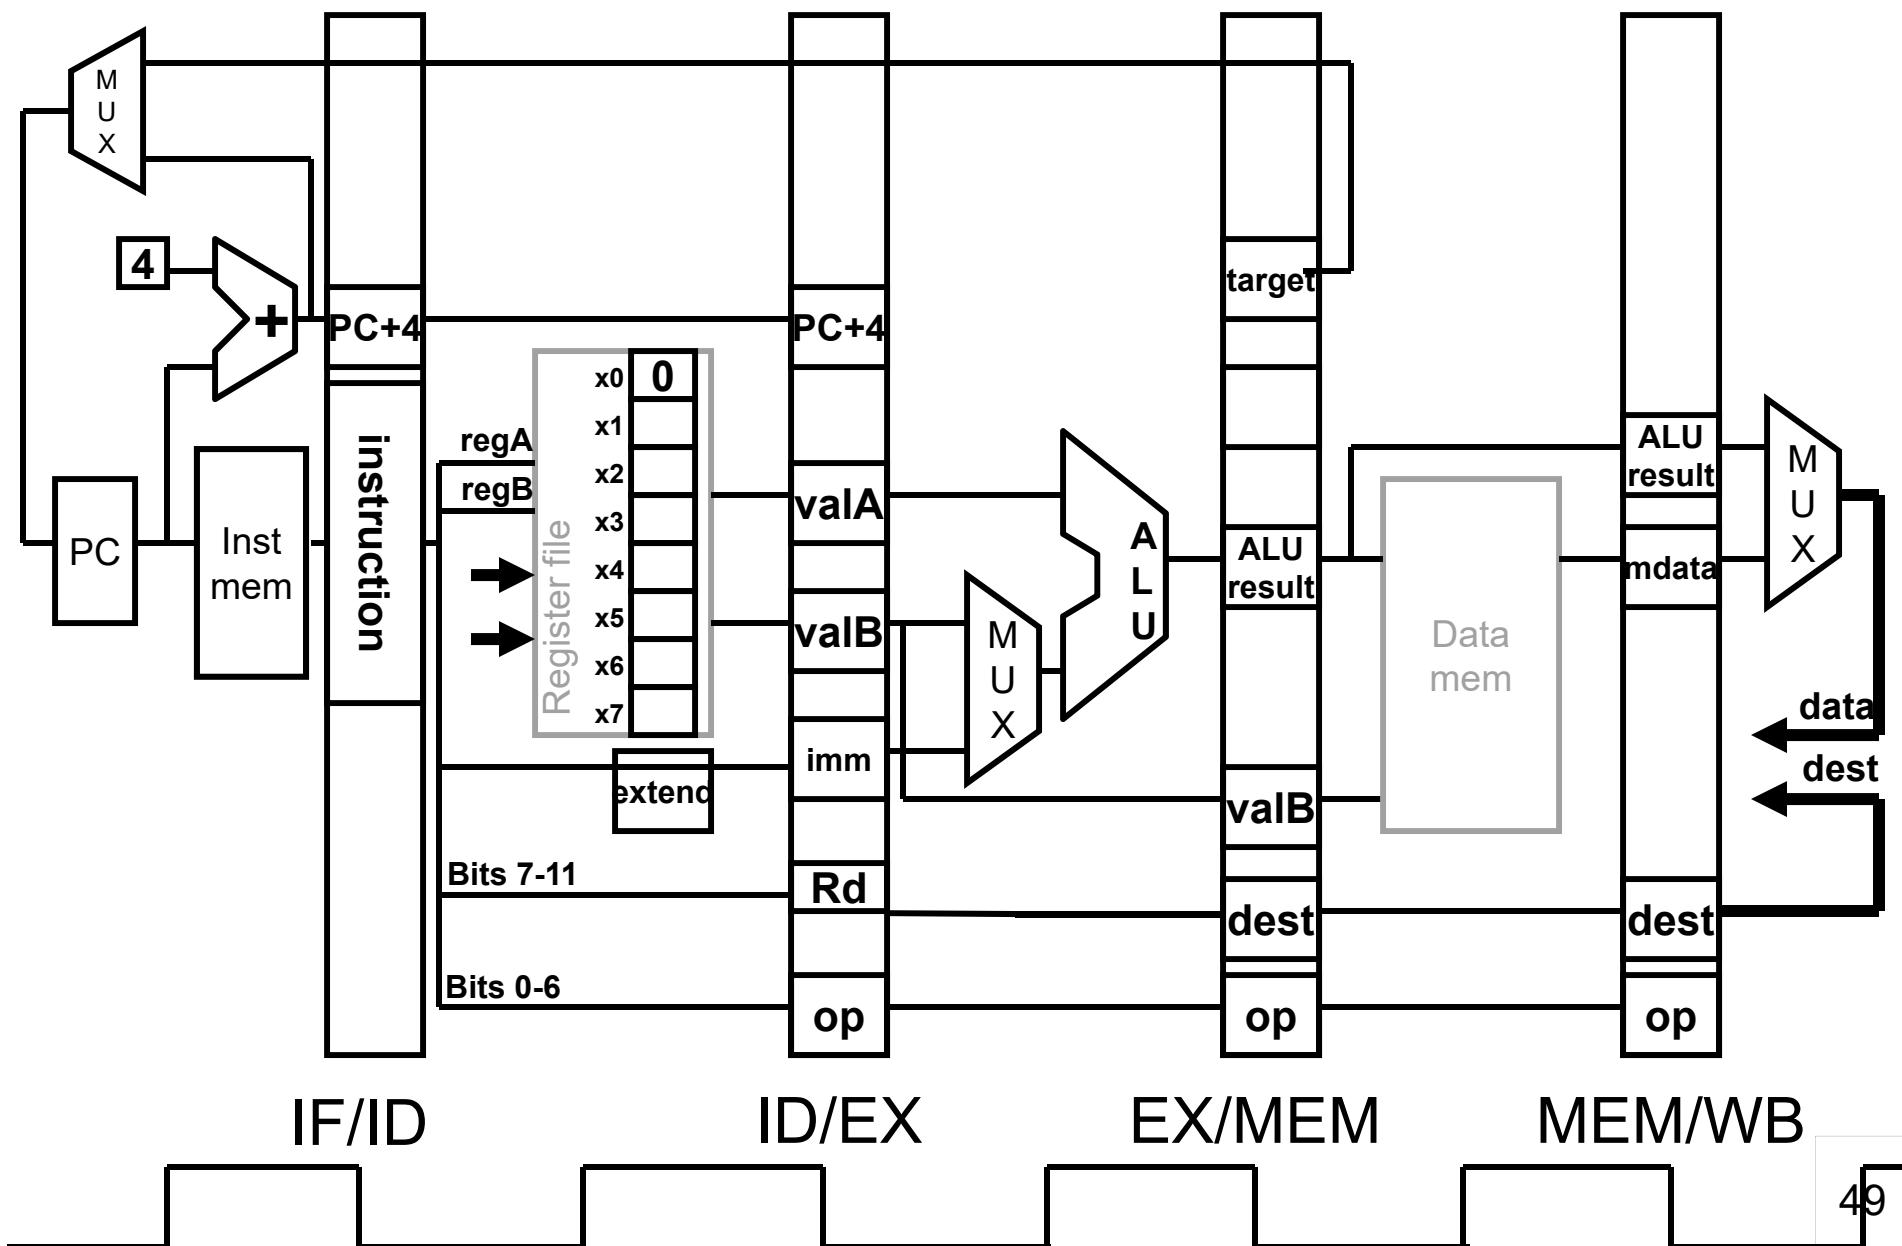 M
U
X
4
+
PC+4
instruction
PC
Inst
mem
regA
regB
Register file
x0
0
x1
x2
x3
x4
x5
x6
x7
extend
Bits 7-11
Bits 0-6
PC+4
valA
valB
imm
Rd
op
M
U
X
A
L
U
target
ALU
result
valB
dest
op
Data
mem
ALU
result
mdata
dest
op
M
U
X
data
dest
IF/ID
ID/EX
EX/MEM
MEM/WB
49